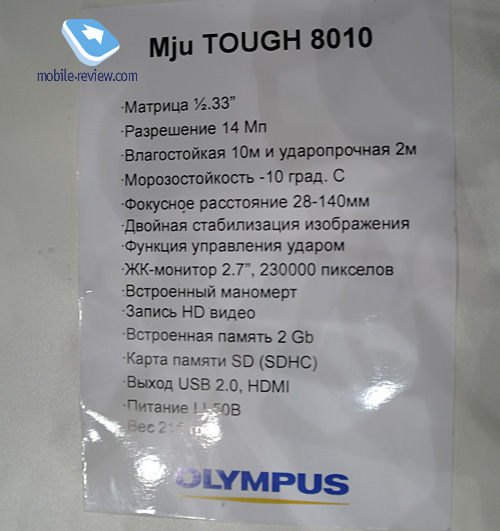 mobile-review.com
Mju TOUGH 8010
·Матрица ½.33”
·Разрешение 14 Мп
·Влагостойкая 10м и ударопрочная 2м
·Морозостойкость -10 град. С
·Фокусное расстояние 28-140мм
·Двойная стабилизация изображения
·Функция управления ударом
·ЖК-монитор 2.7”, 230000 пикселов
·Встроенный маномерт
·Запись HD видео
·Встроенная память 2 Gb
·Карта памяти SD (SDHC)
·Выход USB 2.0, HDMI
·Питание LI-50B
·Вес
OLYMPUS